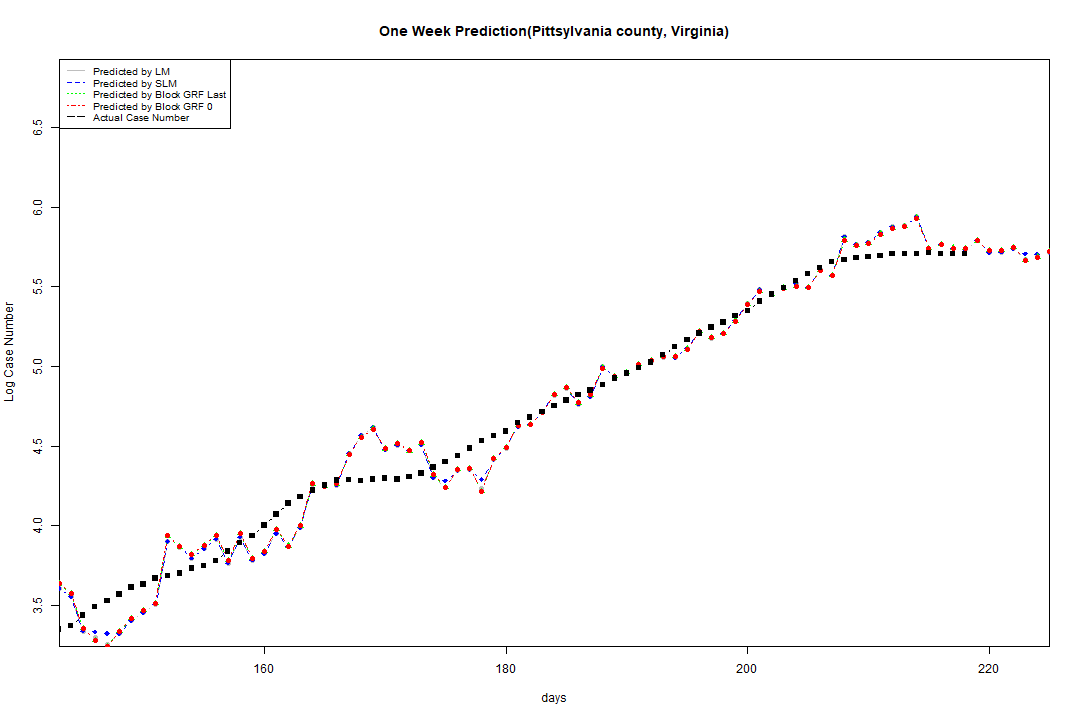 One Week Prediction(Pittsylvania county, Virginia)
Predicted by LM
Predicted by SLM
Predicted by Block GRF Last
Predicted by Block GRF 0
Actual Case Number
6.5
6.0
5.5
5.0
4.5
4.0
3.5
Log Case Number
160
180
200
220
days